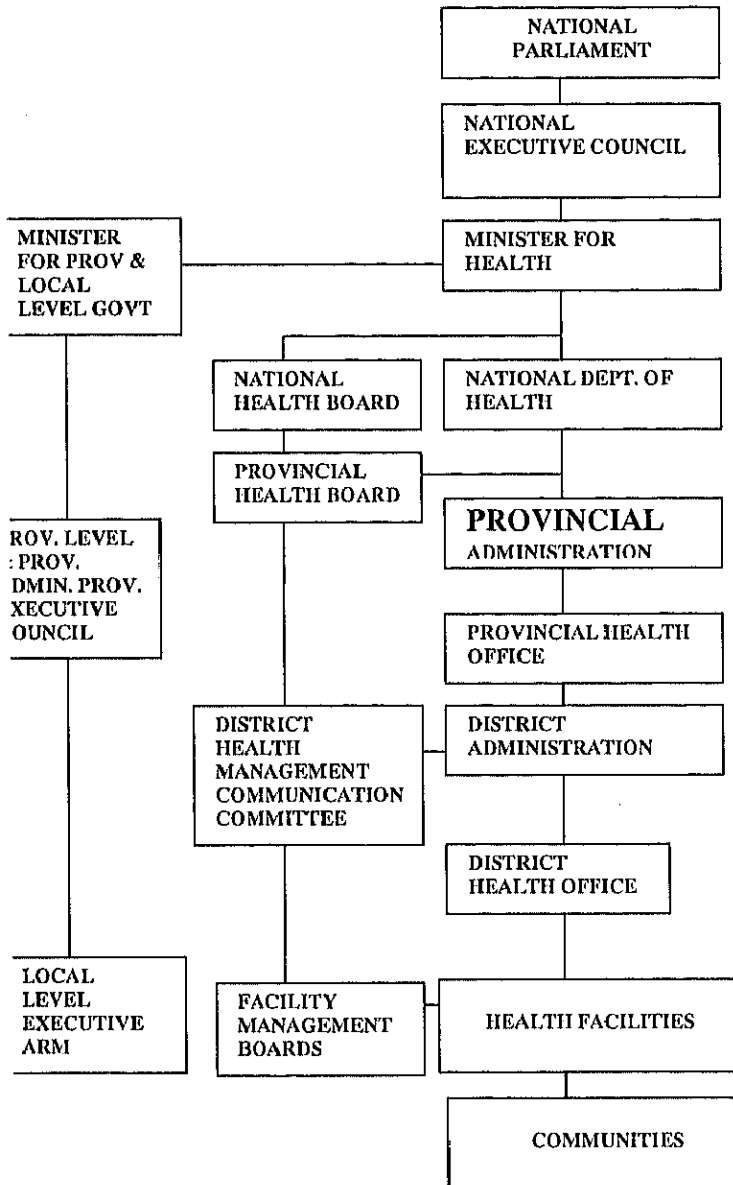 NATIONAL
PARLIAMENT
NATIONAL
EXECUTIVE COUNCIL
MINISTER
FOR PROV &
LOCAL
LEVEL GOVT
MINISTER FOR
HEALTH
NATIONAL
HEALTH BOARD
NATIONAL DEPT. OF
HEALTH
PROVINCIAL
HEALTH BOARD
PROVINCIAL
ADMINISTRATION
ROV. LEVEL
: PROV.
DMIN. PROV.
XECUTIVE
OUNCIL
PROVINCIAL HEALTH
OFFICE
DISTRICT
HEALTH
MANAGEMENT
COMMUNICATION
COMMITTEE
DISTRICT
ADMINISTRATION
DISTRICT
HEALTH OFFICE
LOCAL
LEVEL
EXECUTIVE
ARM
FACILITY
MANAGEMENT
BOARDS
HEALTH FACILITIES
COMMUNITIES